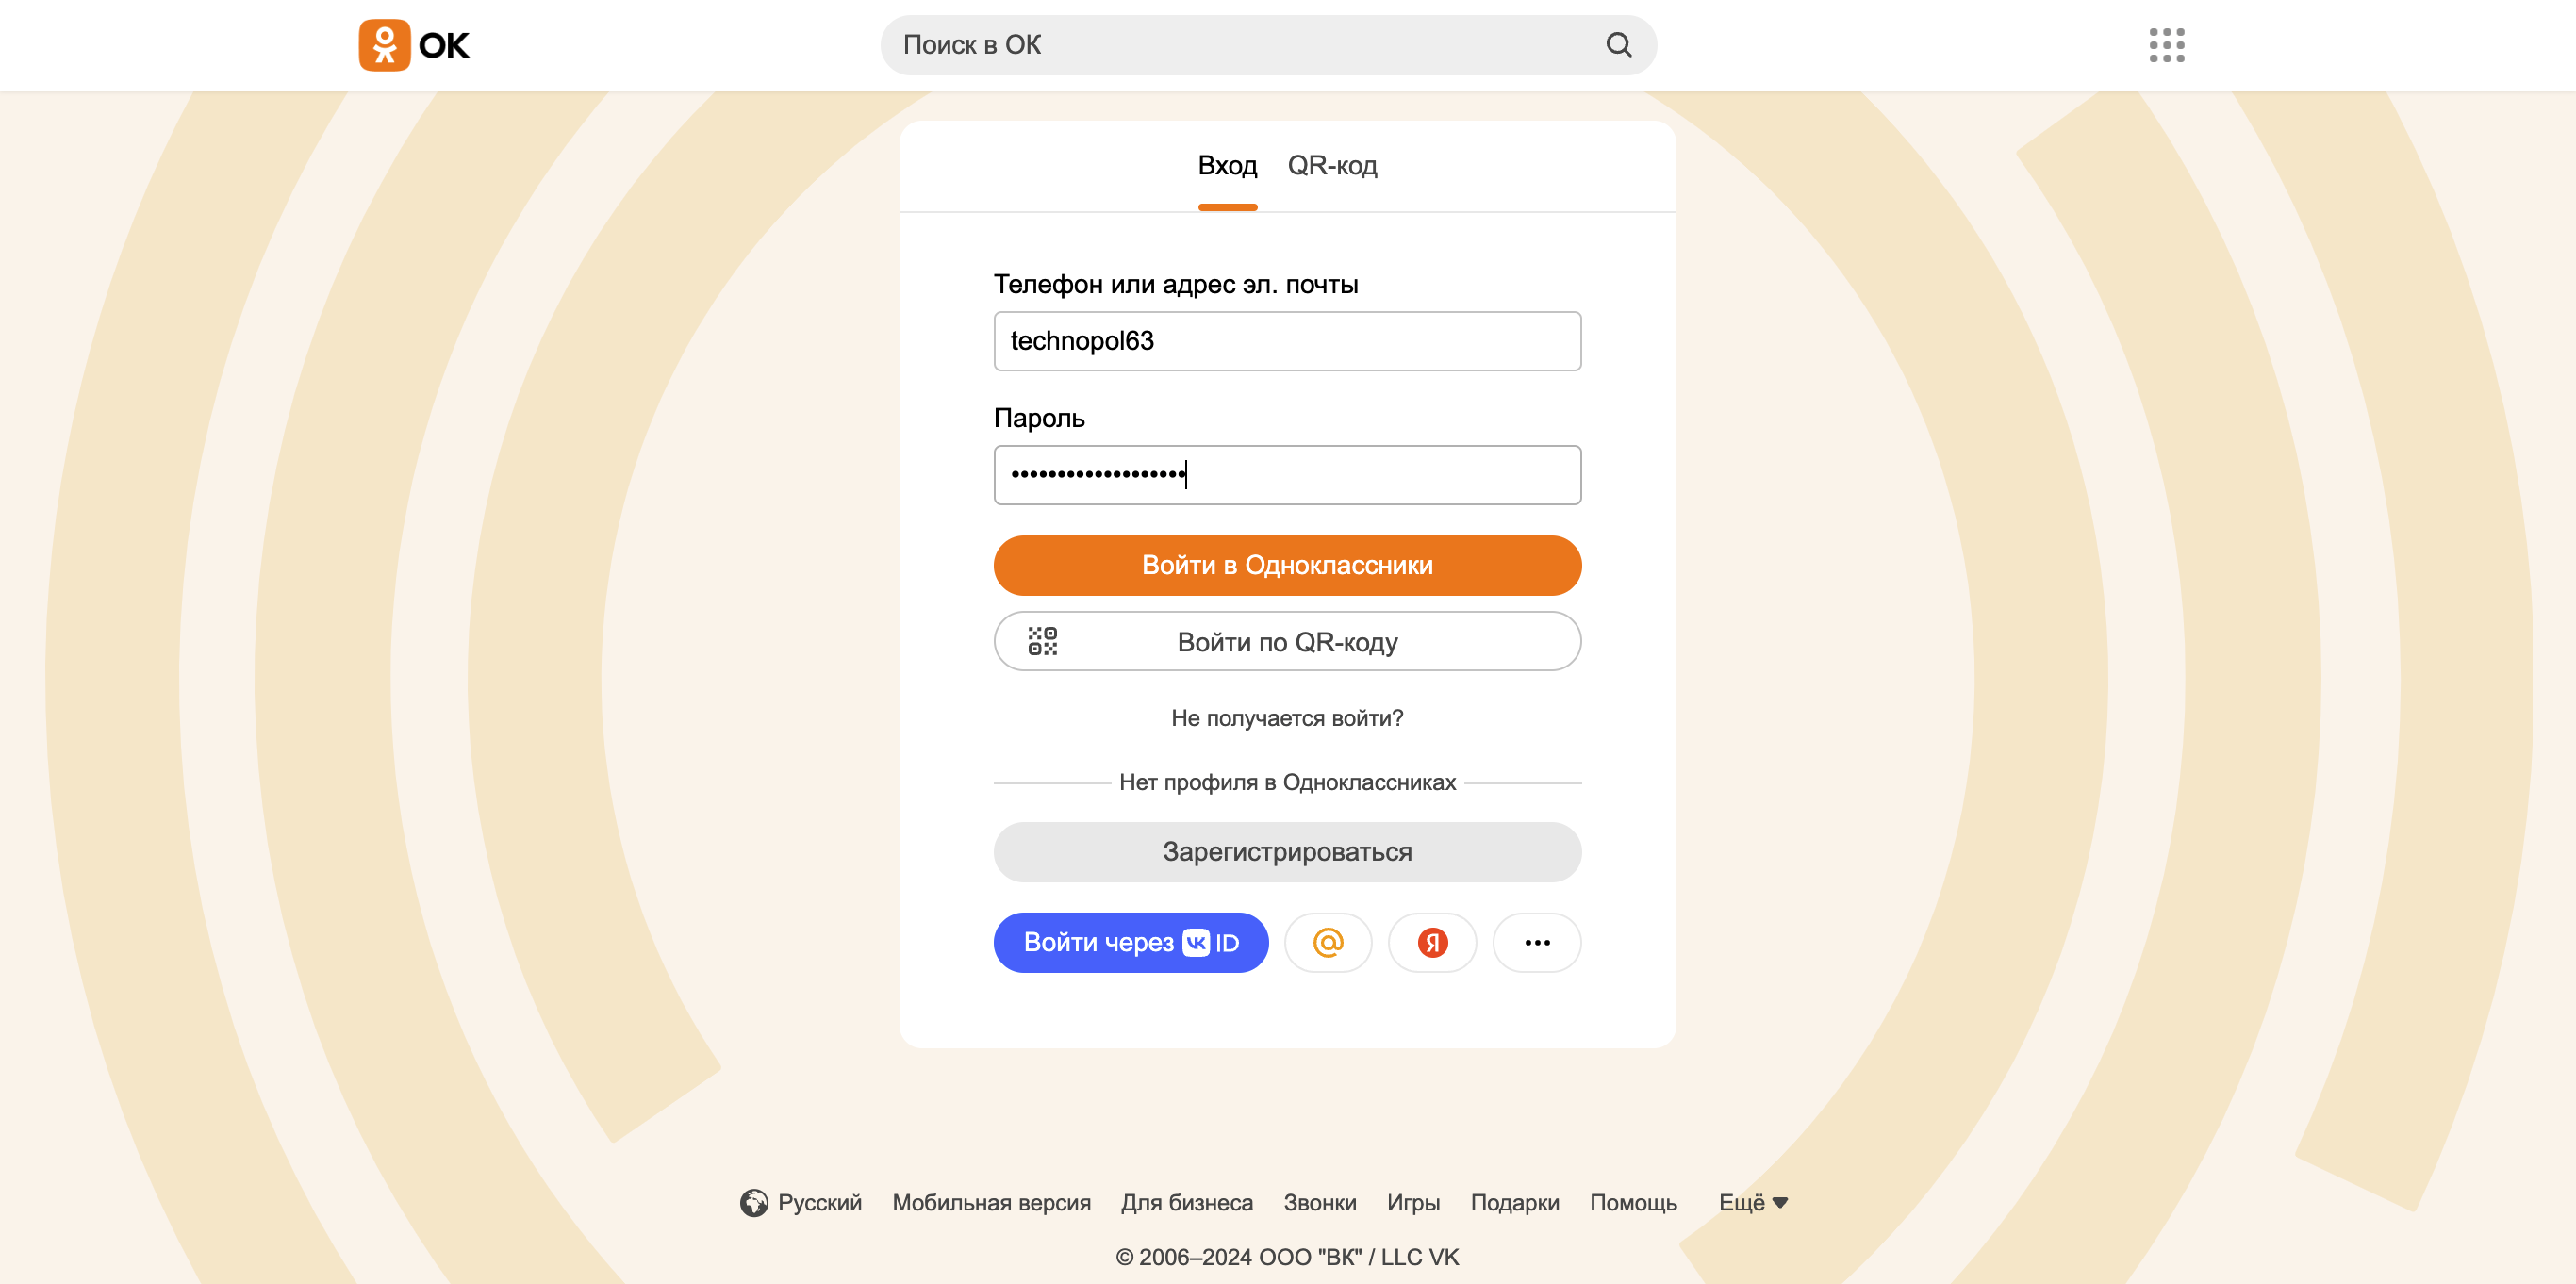 ОК
Поиск в ОК
Вход QR-код
Телефон или адрес эл. почты
technopol63
Пароль
•••••••••••••••••••
Войти в Одноклассники
Войти по QR-коду
Не получается войти?
Нет профиля в Одноклассниках
Зарегистрироваться
Войти через VK ID @ Я ···
Русский Мобильная версия Для бизнеса Звонки Игры Подарки Помощь Ещё
© 2006–2024 ООО "ВК" / LLC VK